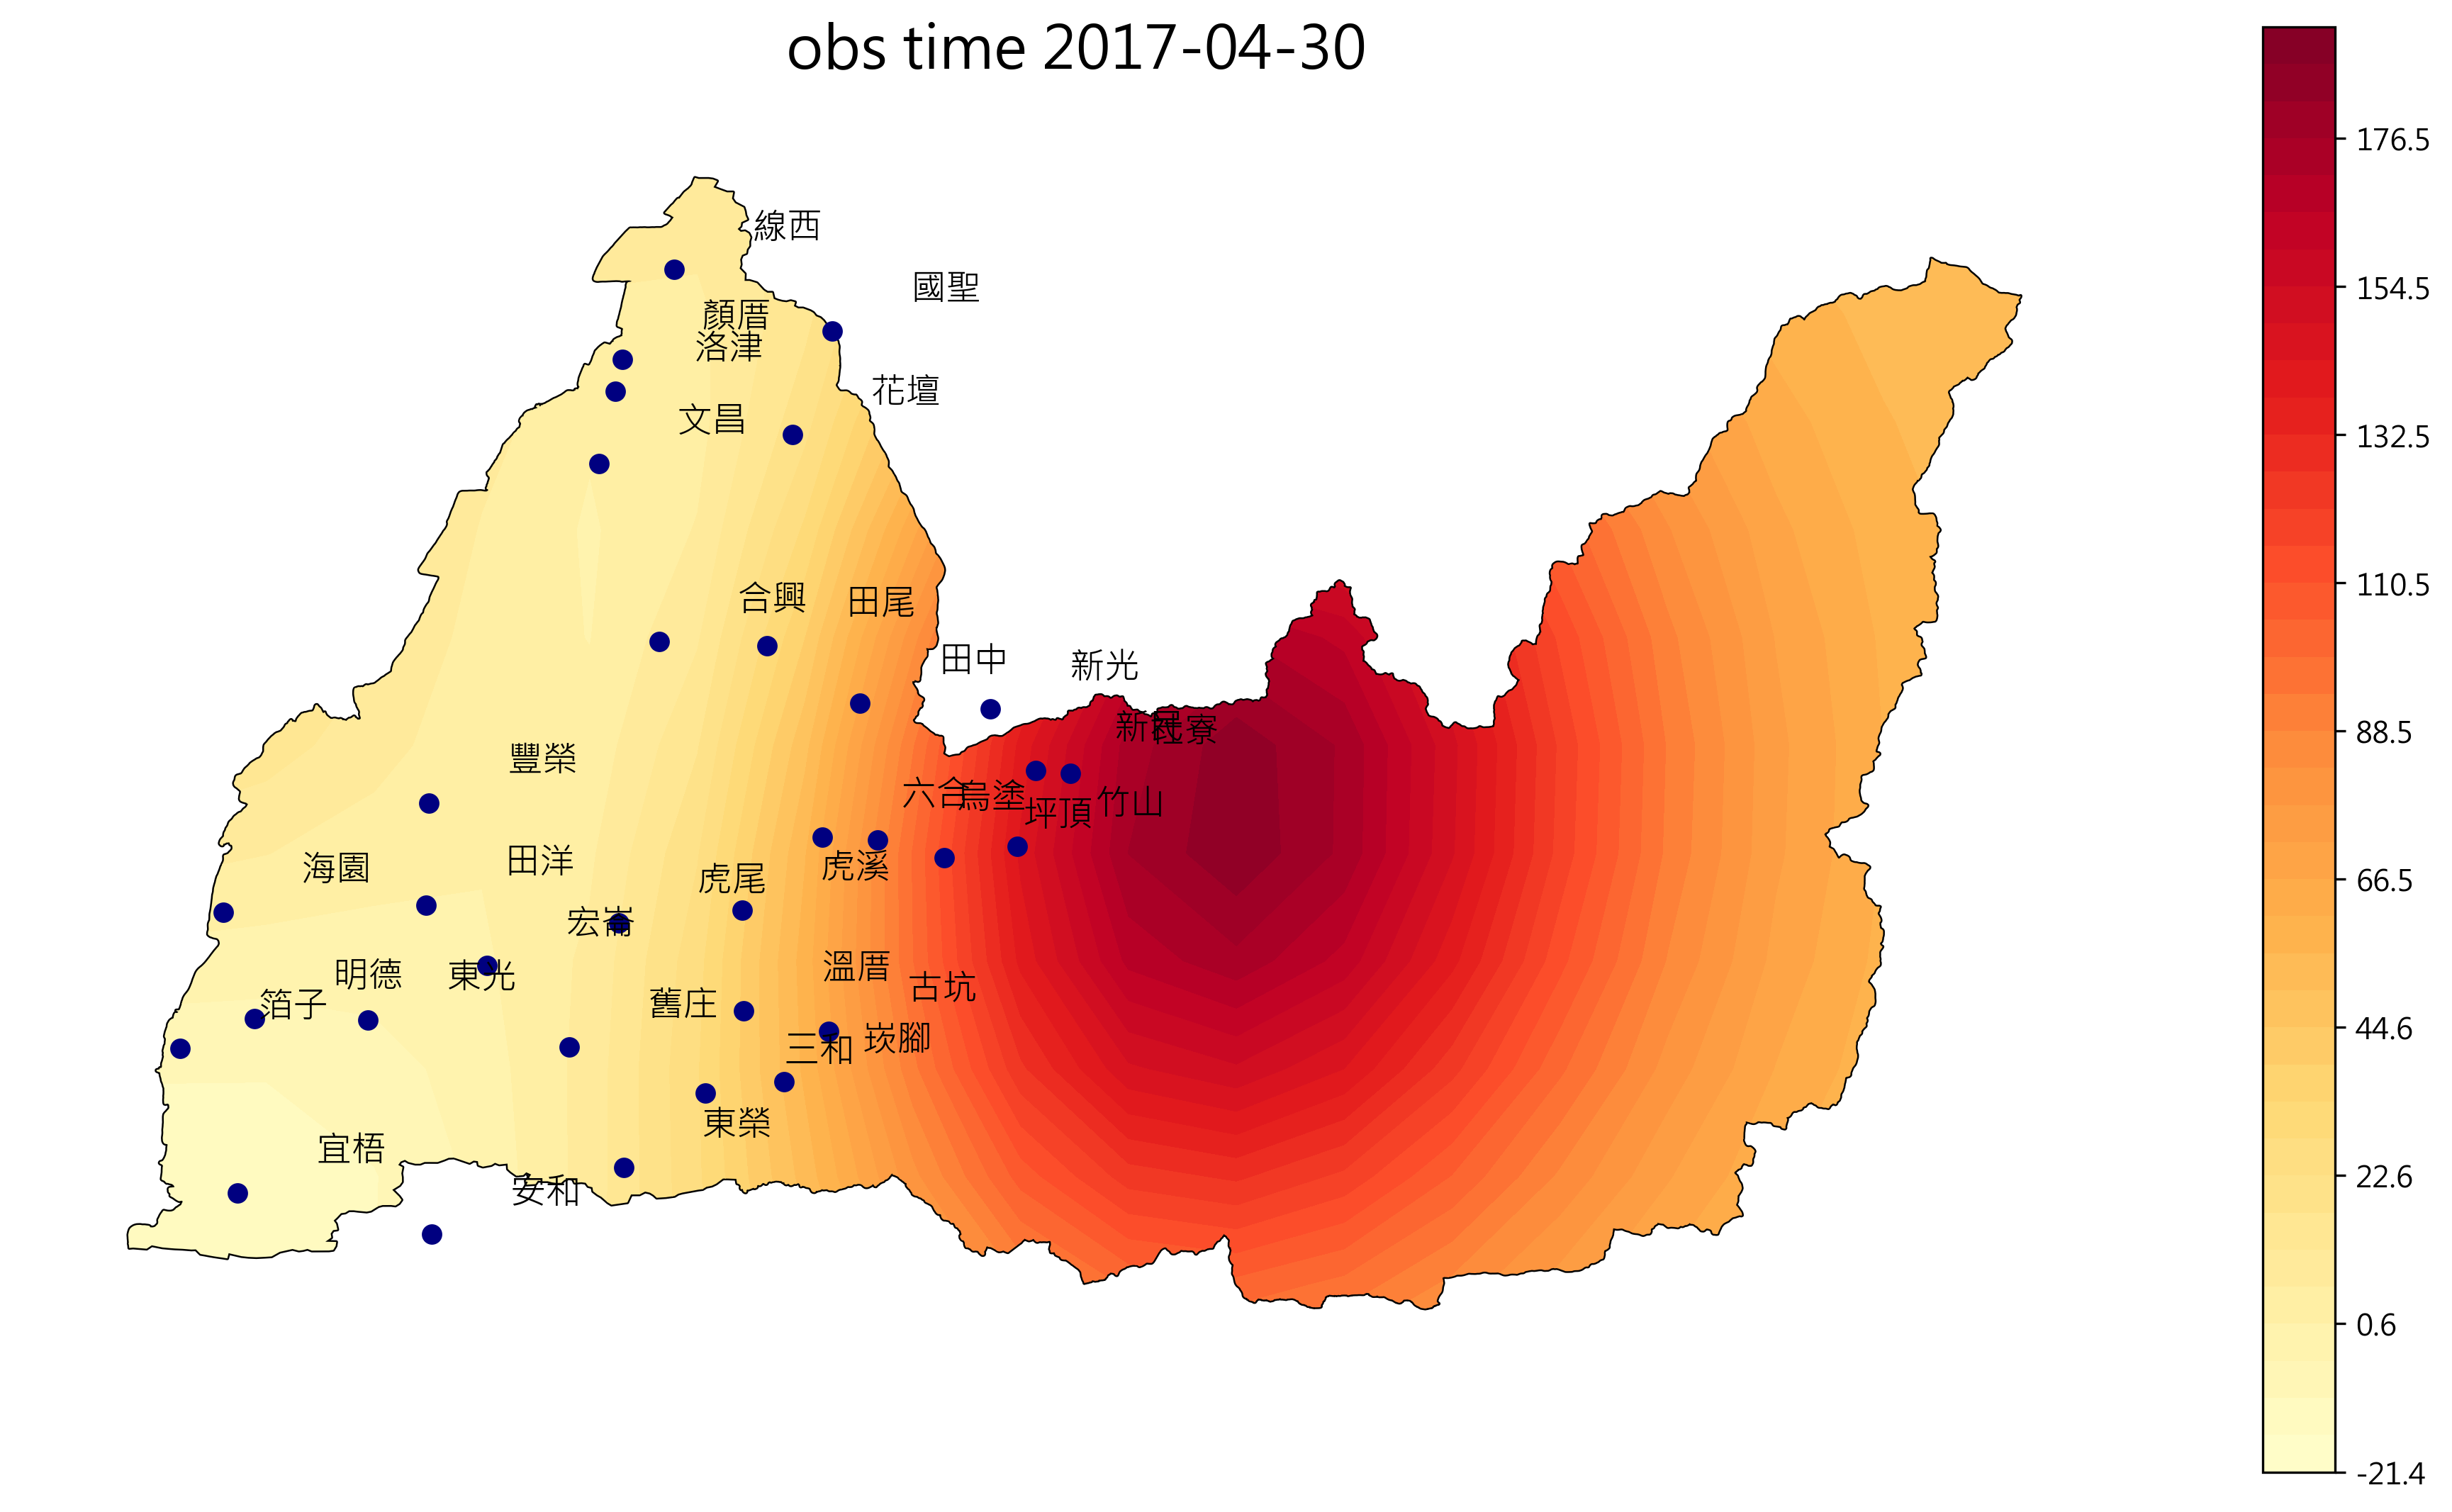 obs time 2017-04-30
線西
國聖
顏厝
洛津
花壇
文昌
合興
田尾
田中
新光
新民
社寮
豐榮
六合
烏塗
坪頂
竹山
海園
田洋
虎尾
虎溪
宏崙
明德
東光
溫厝
古坑
箔子
舊庄
三和
崁腳
東榮
宜梧
安和
176.5
154.5
132.5
110.5
88.5
66.5
44.6
22.6
0.6
-21.4